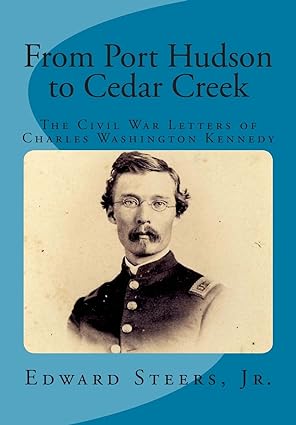 From Port Hudson
to Cedar Creek
The Civil War Letters of
Charles Washington Kennedy
Edward Steers, Jr.